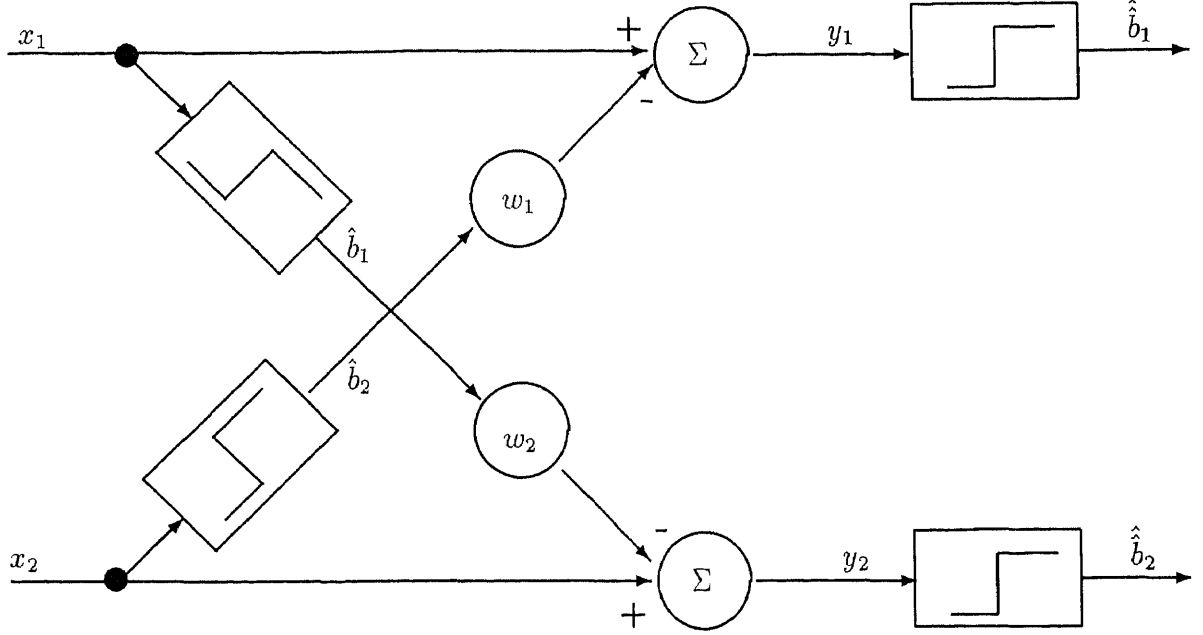 x₁
+
Σ
y₁
b̂̂₁
-
w₁
b̂₁
b̂₂
w₂
-
x₂
Σ
y₂
b̂̂₂
+